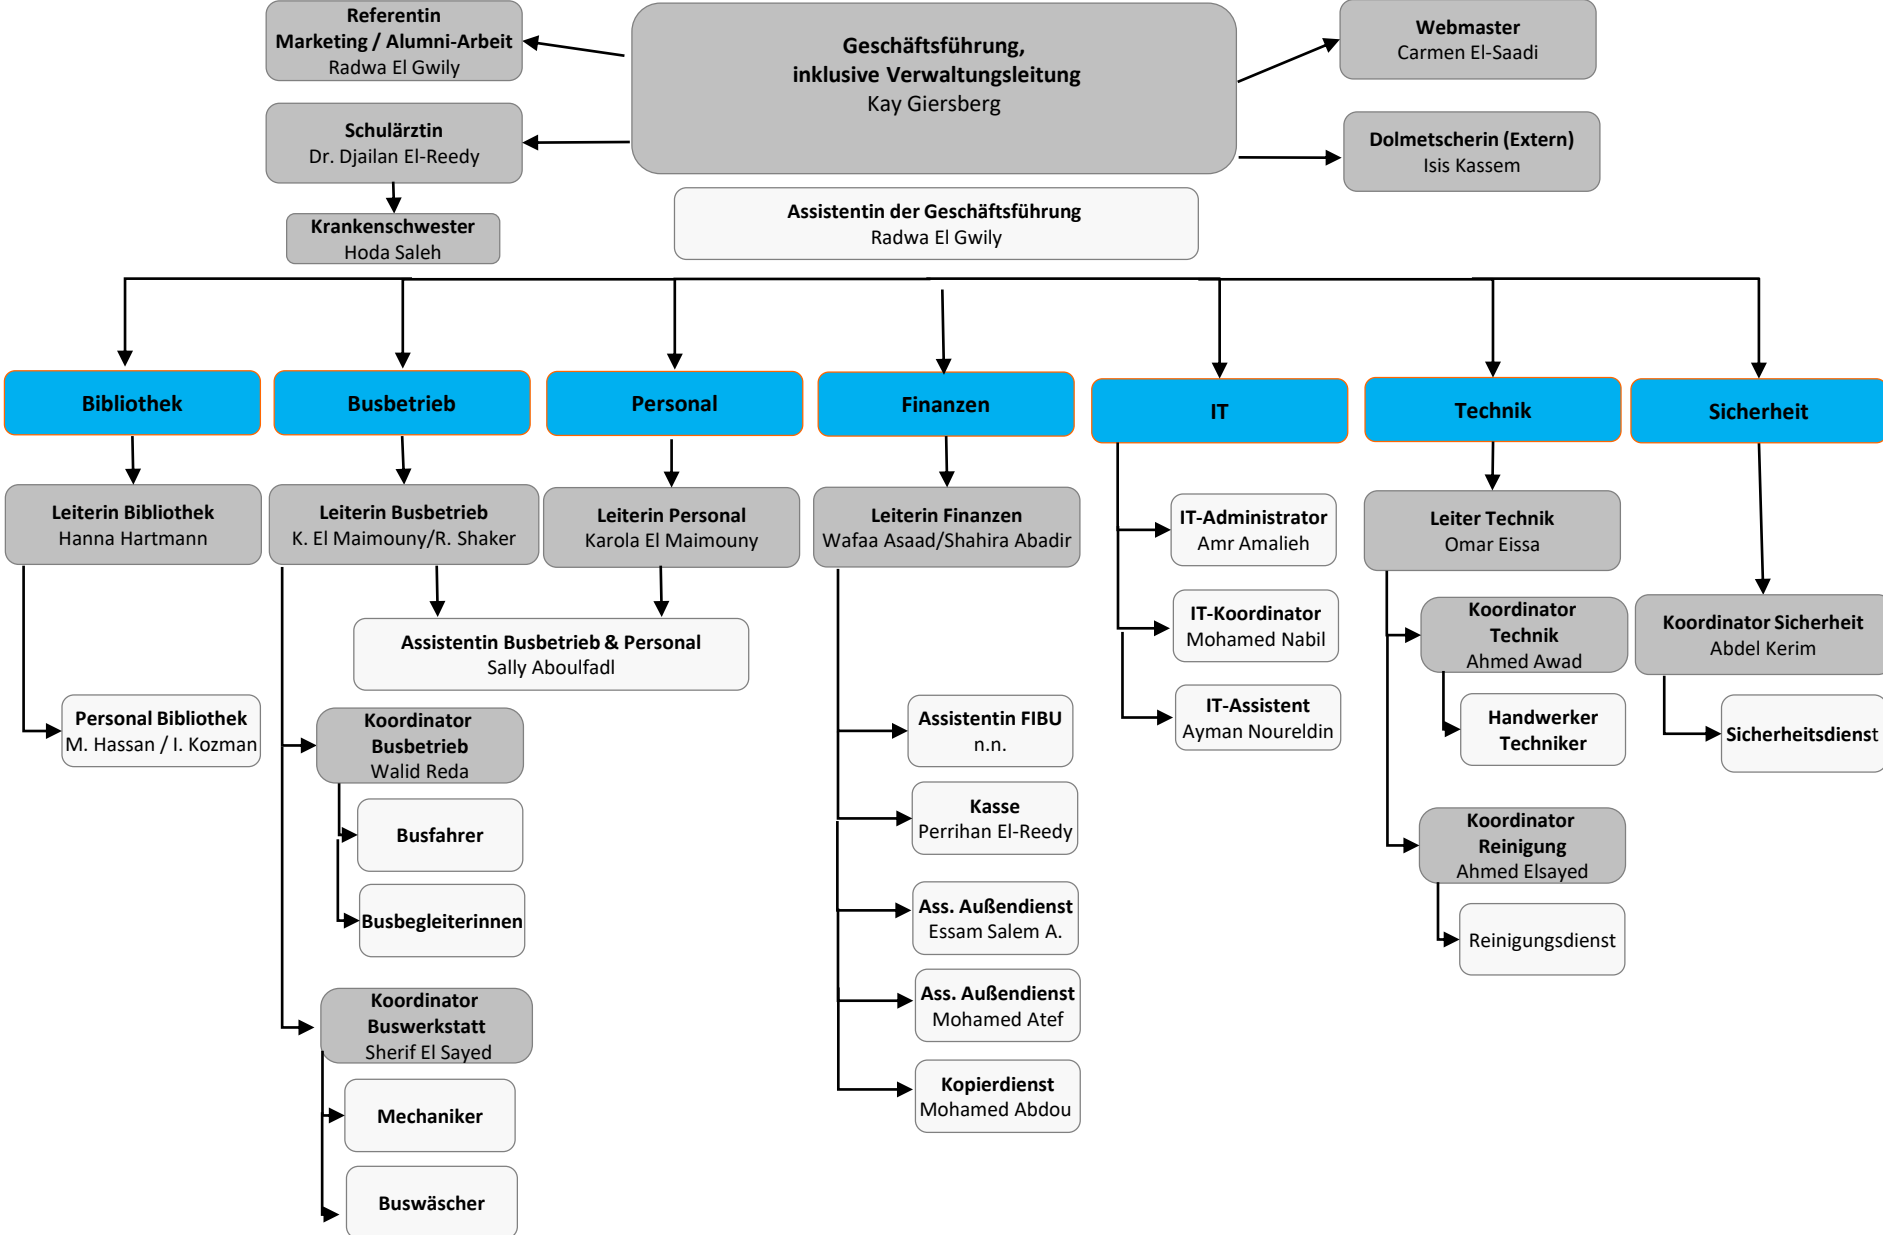 Referentin
Marketing / Alumni-Arbeit
Radwa El Gwily
Geschäftsführung,
inklusive Verwaltungsleitung
Kay Giersberg
Webmaster
Carmen El-Saadi
Schulärztin
Dr. Djailan El-Reedy
Dolmetscherin (Extern)
Isis Kassem
Krankenschwester
Hoda Saleh
Assistentin der Geschäftsführung
Radwa El Gwily
Bibliothek
Busbetrieb
Personal
Finanzen
IT
Technik
Sicherheit
Leiterin Bibliothek
Hanna Hartmann
Leiterin Busbetrieb
K. El Maimouny/R. Shaker
Leiterin Personal
Karola El Maimouny
Leiterin Finanzen
Wafaa Asaad/Shahira Abadir
IT-Administrator
Amr Amalieh
Leiter Technik
Omar Eissa
Assistentin Busbetrieb & Personal
Sally Aboulfadl
IT-Koordinator
Mohamed Nabil
Koordinator
Technik
Ahmed Awad
Koordinator Sicherheit
Abdel Kerim
Personal Bibliothek
M. Hassan / I. Kozman
Koordinator
Busbetrieb
Walid Reda
Assistentin FIBU
n.n.
IT-Assistent
Ayman Noureldin
Handwerker
Techniker
Sicherheitsdienst
Busfahrer
Kasse
Perrihan El-Reedy
Koordinator
Reinigung
Ahmed Elsayed
Busbegleiterinnen
Ass. Außendienst
Essam Salem A.
Reinigungsdienst
Koordinator
Buswerkstatt
Sherif El Sayed
Ass. Außendienst
Mohamed Atef
Mechaniker
Kopierdienst
Mohamed Abdou
Buswäscher